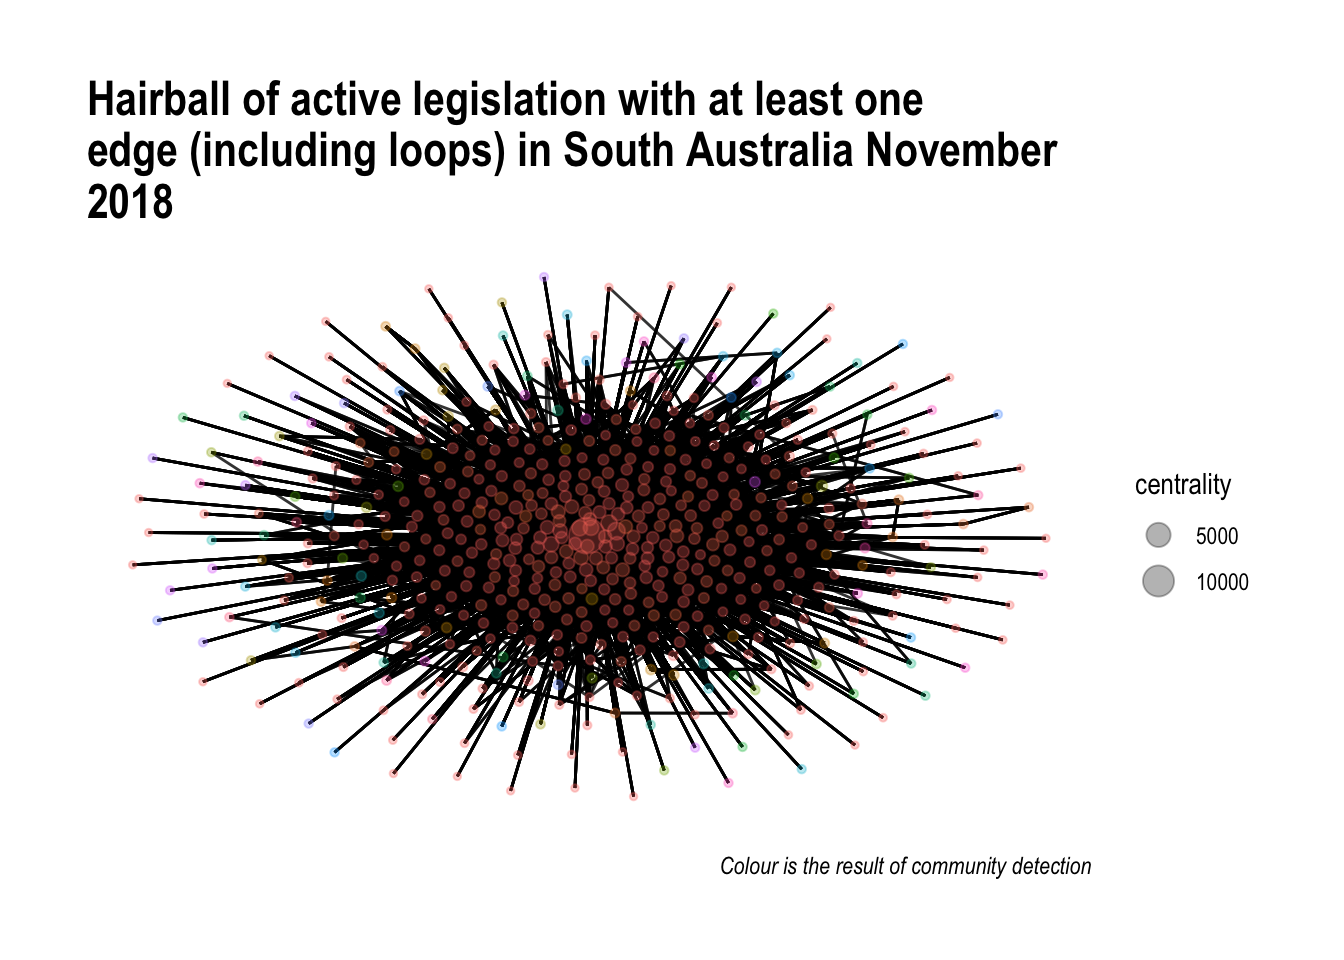 Hairball of active legislation with at least one
edge (including loops) in South Australia November
2018
centrality
5000
10000
Colour is the result of community detection